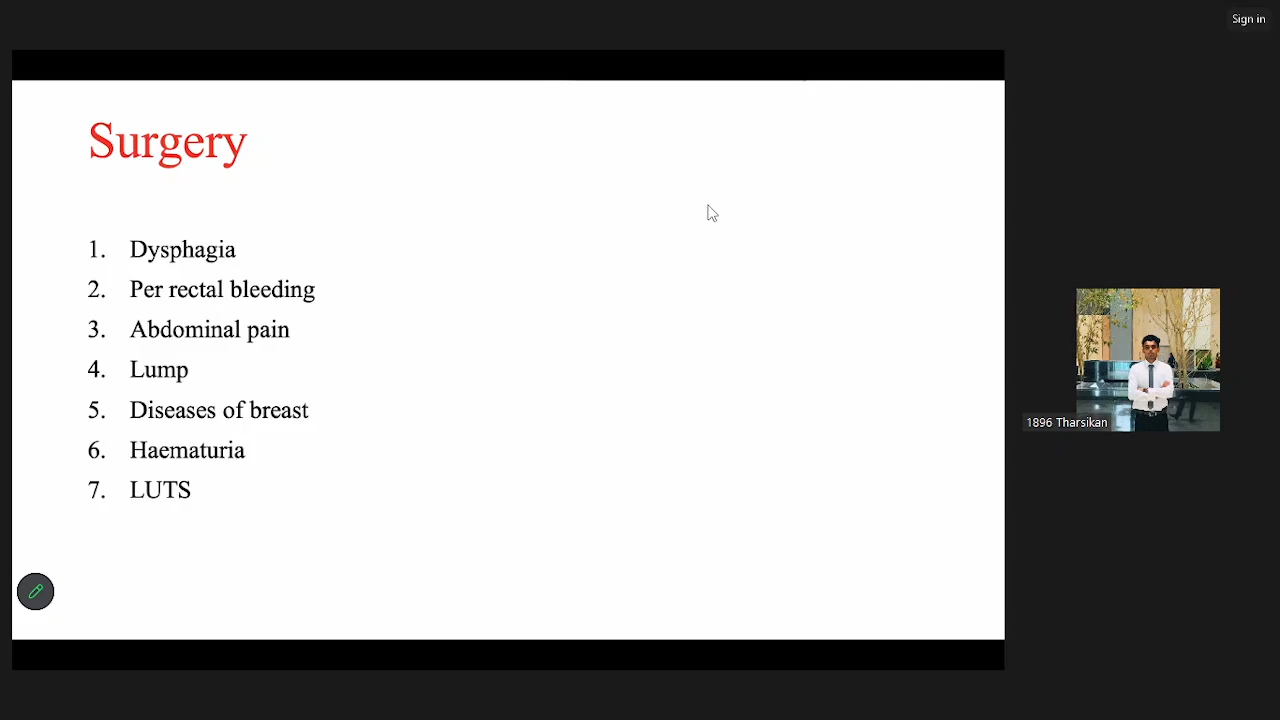 Sign in
Surgery
1. Dysphagia
2. Per rectal bleeding
3. Abdominal pain
4. Lump
5. Diseases of breast
6. Haematuria
7. LUTS
1896 Tharsikan